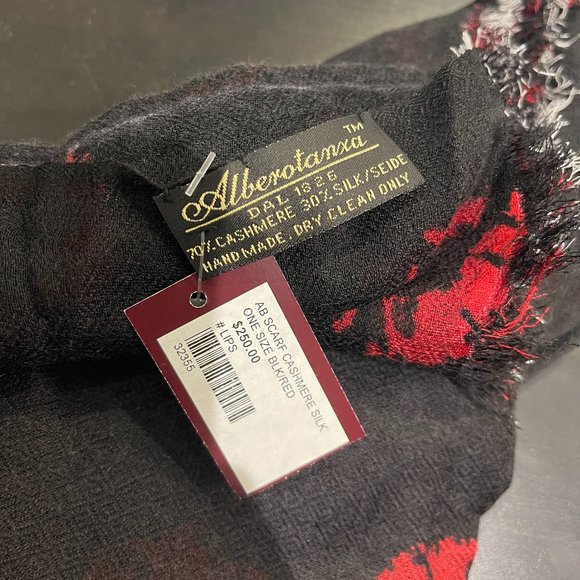 Alberotanza™
DAL 1826
70% CASHMERE 30% SILK/SEIDE
HAND MADE. DRY CLEAN ONLY
AB SCARF CASHMERE SILK
ONE SIZE BLK/RED
$250.00
# LIPS
32355